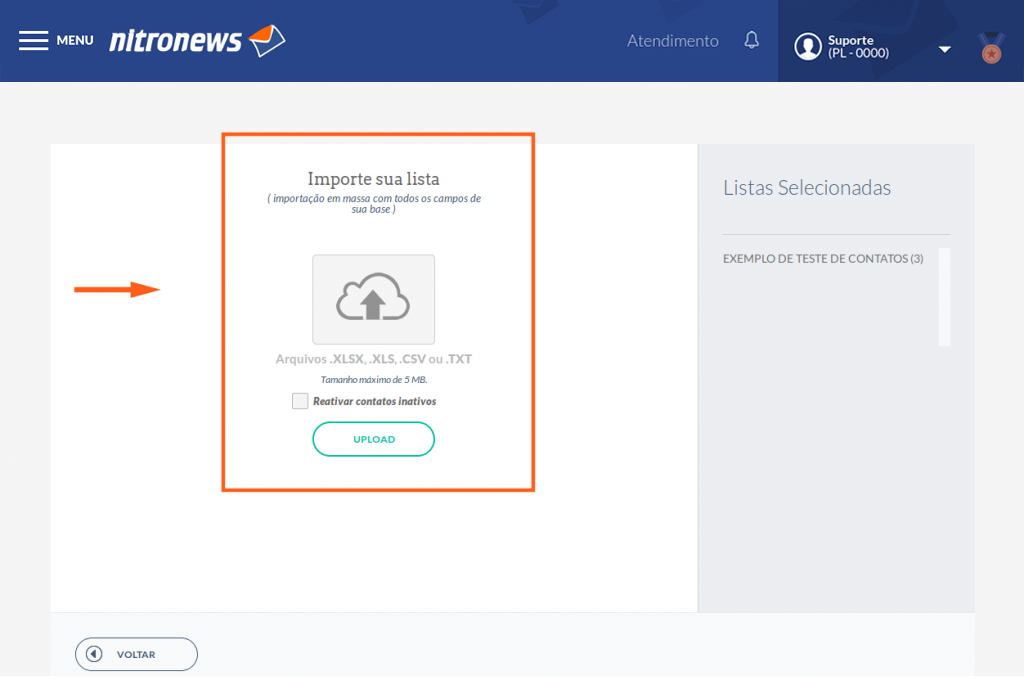 MENU
nitronews
Atendimento
Suporte
(PL - 0000)
Importe sua lista
( importação em massa com todos os campos de
sua base )
Arquivos .XLSX, .XLS, .CSV ou .TXT
Tamanho máximo de 5 MB.
Reativar contatos inativos
UPLOAD
Listas Selecionadas
EXEMPLO DE TESTE DE CONTATOS (3)
VOLTAR